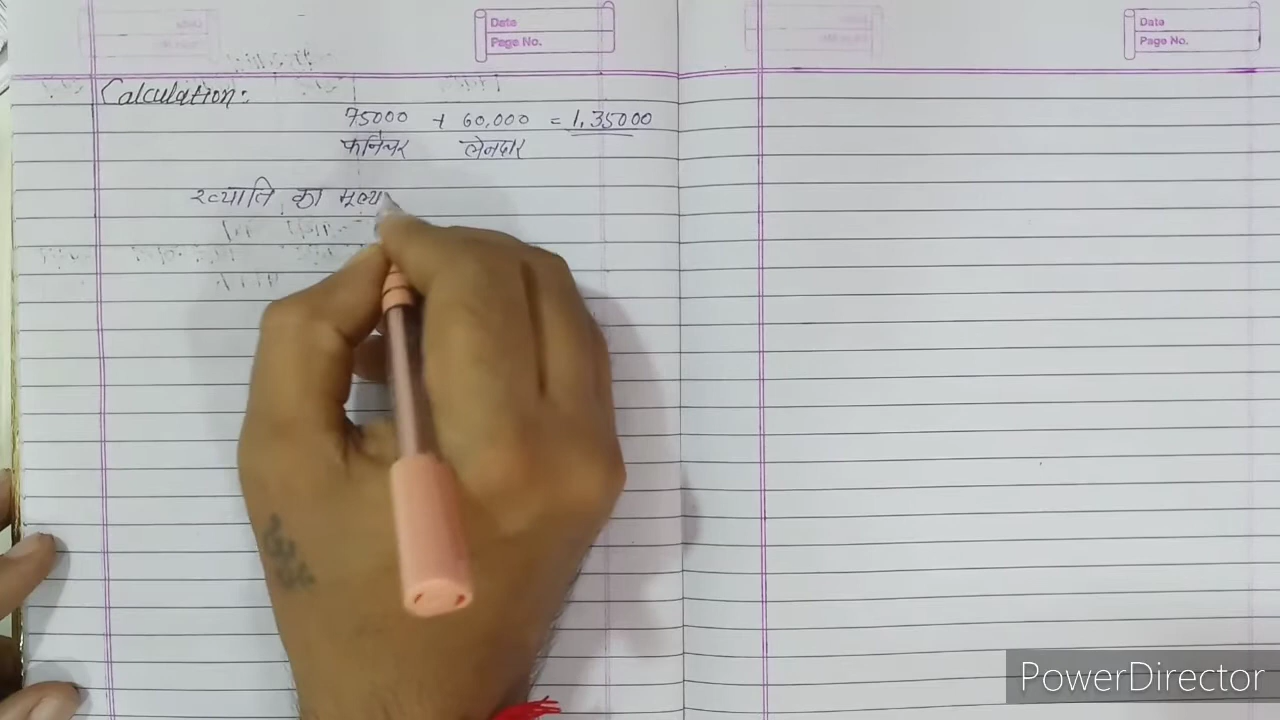 Date
Page No.
Date
Page No.
Calculation:
75000 + 60,000 = 1,35000
फर्निचर लेनदार
ख्याति का मूल्य
PowerDirector